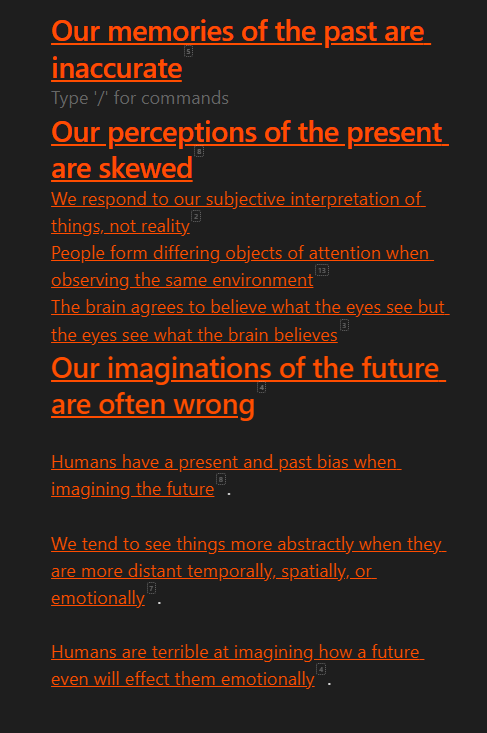 Our memories of the past are
inaccurate 5
Type '/' for commands
Our perceptions of the present
are skewed 8
We respond to our subjective interpretation of
things, not reality 2
People form differing objects of attention when
observing the same environment 13
The brain agrees to believe what the eyes see but
the eyes see what the brain believes 3
Our imaginations of the future
are often wrong 4
Humans have a present and past bias when
imagining the future 8 .
We tend to see things more abstractly when they
are more distant temporally, spatially, or
emotionally 7 .
Humans are terrible at imagining how a future
even will effect them emotionally 4 .